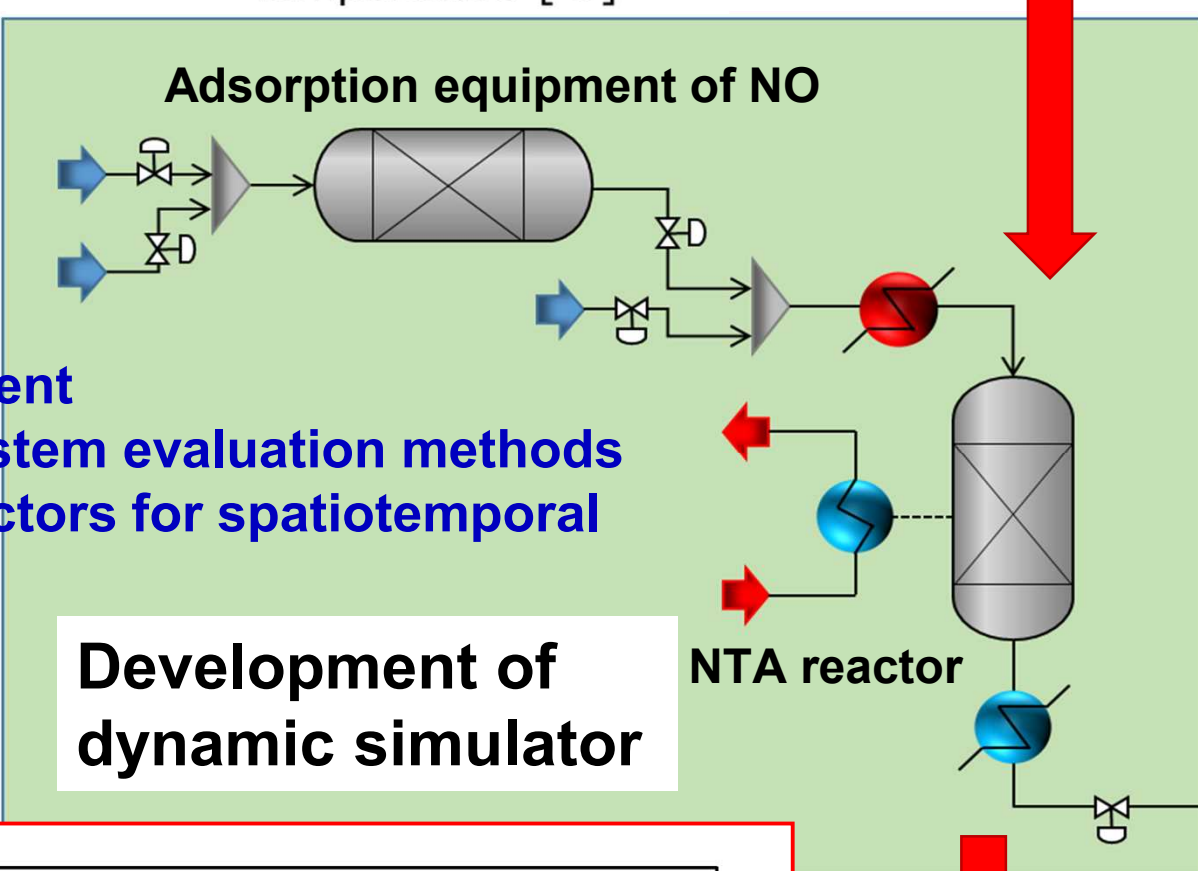 Adsorption equipment of NO
ent
stem evaluation methods
ctors for spatiotemporal
Development of
dynamic simulator
NTA reactor